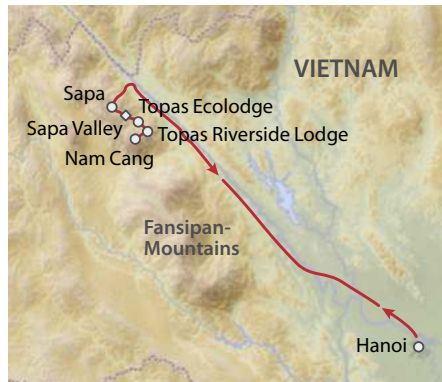 VIETNAM
Sapa
Topas Ecolodge
Sapa Valley
Topas Riverside Lodge
Nam Cang
Fansipan-
Mountains
Hanoi